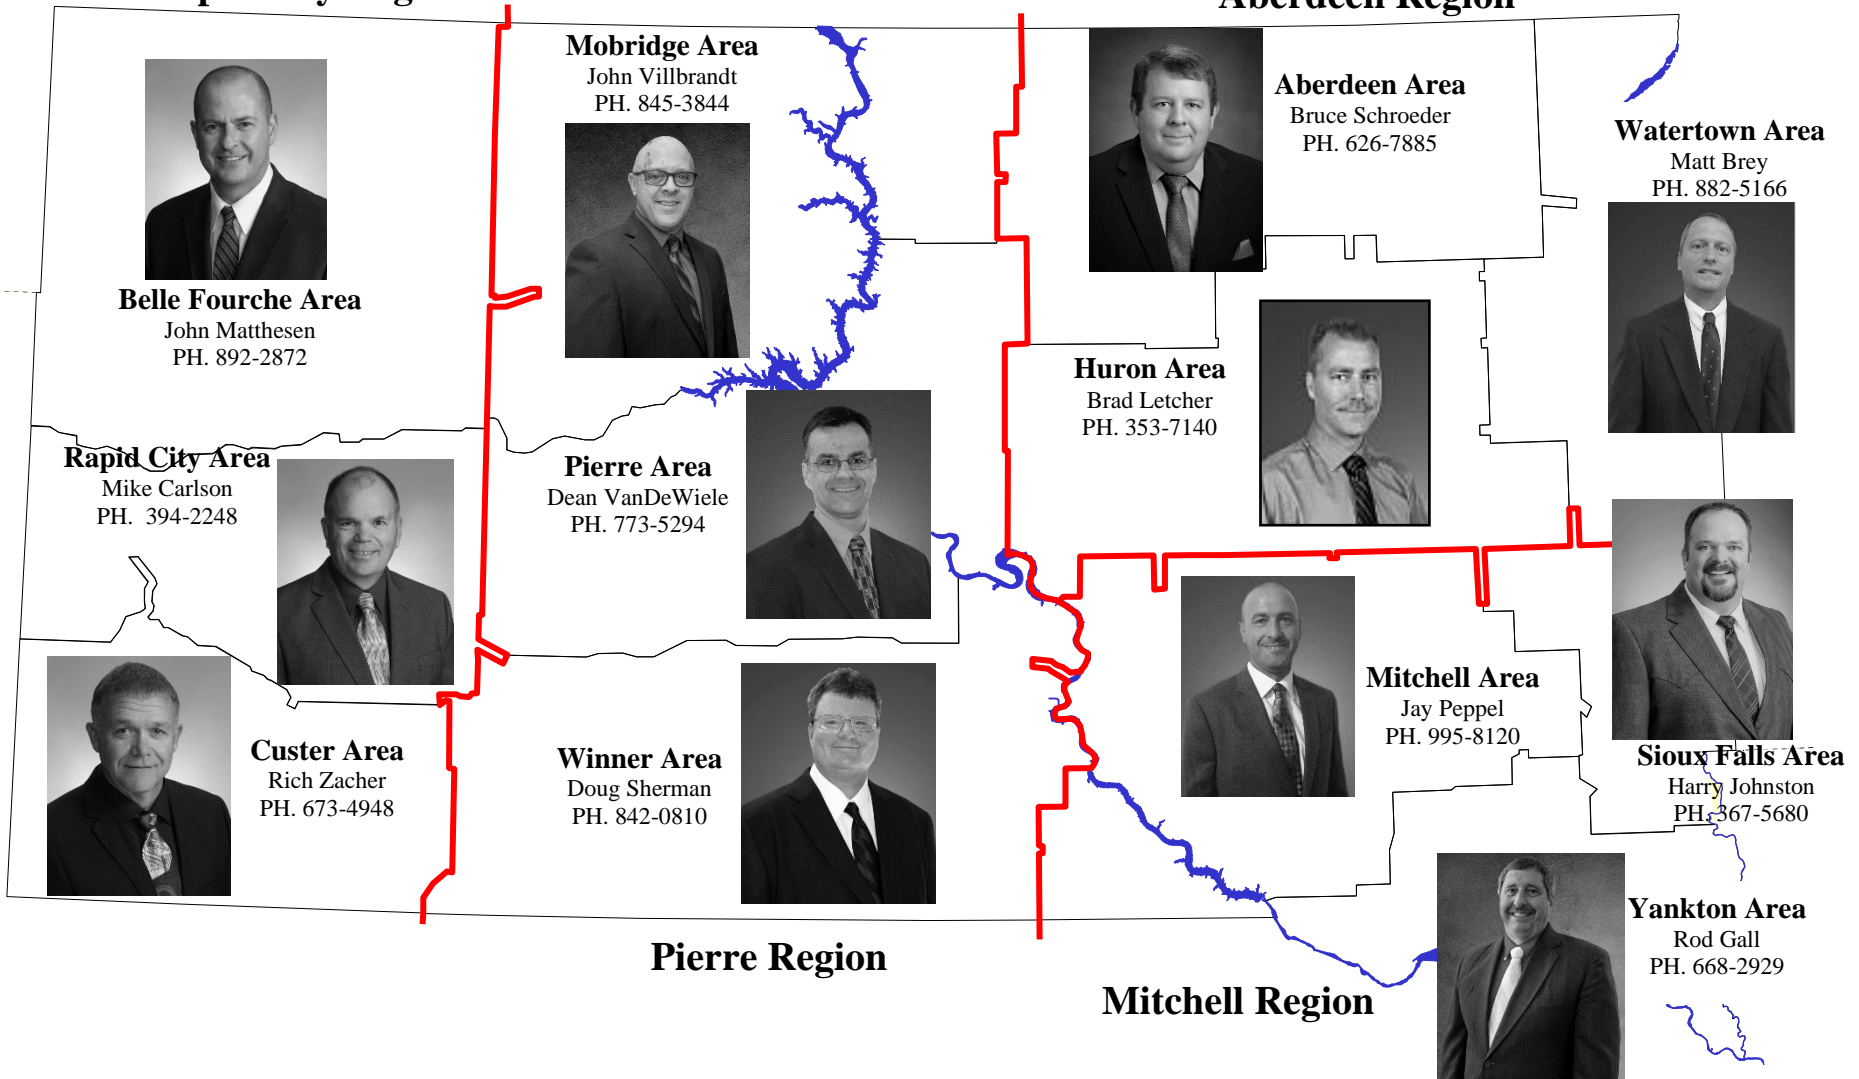 Aberdeen Region
Mobridge Area
John Villbrandt
PH. 845-3844
Aberdeen Area
Bruce Schroeder
PH. 626-7885
Watertown Area
Matt Brey
PH. 882-5166
Belle Fourche Area
John Matthesen
PH. 892-2872
Huron Area
Brad Letcher
PH. 353-7140
Rapid City Area
Mike Carlson
PH.  394-2248
Pierre Area
Dean VanDeWiele
PH. 773-5294
Mitchell Area
Jay Peppel
PH. 995-8120
Custer Area
Rich Zacher
PH. 673-4948
Winner Area
Doug Sherman
PH. 842-0810
Sioux Falls Area
Harry Johnston
PH. 367-5680
Yankton Area
Rod Gall
PH. 668-2929
Pierre Region
Mitchell Region